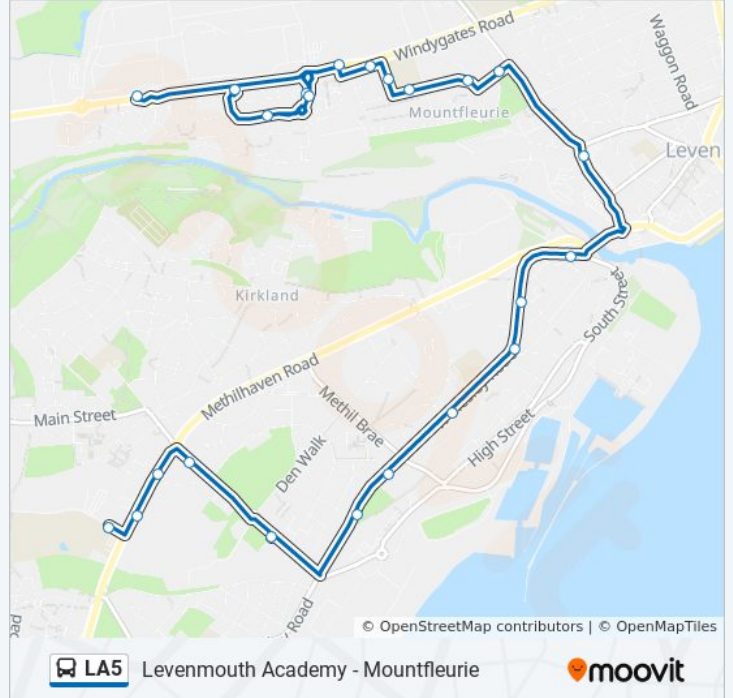 Windygates Road
Waggon Road
Mountfleurie
Leven
Kirkland
South Street
Methilhaven Road
Main Street
Methil Brae
High Street
Den Walk
Road
© OpenStreetMap contributors | © OpenMapTiles
LA5 Levenmouth Academy - Mountfleurie
moovit